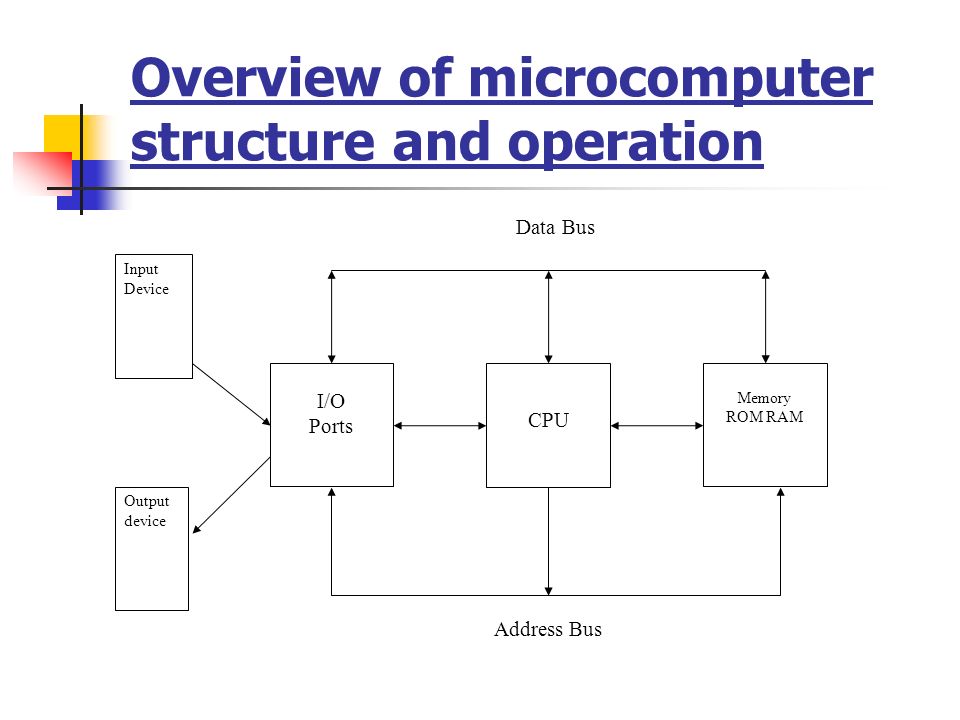 Overview of microcomputer
structure and operation
Data Bus
Input
Device
I/O
Ports
CPU
Memory
ROM RAM
Output
device
Address Bus